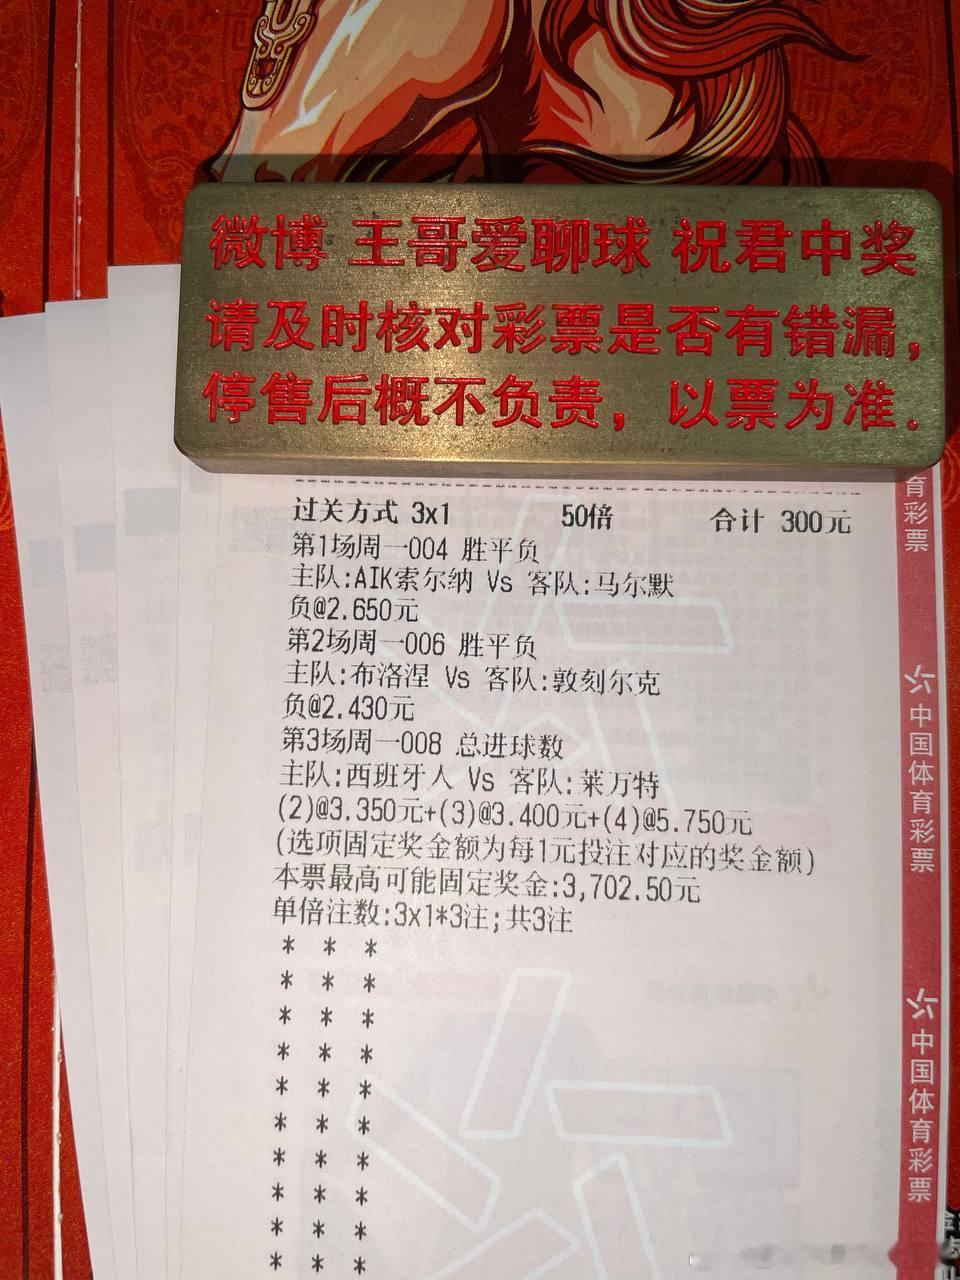 微博 王哥爱聊球 祝君中奖
请及时核对彩票是否有错漏，
停售后概不负责，以票为准.
过关方式 3x1 50倍 合计 300元
第1场周一004 胜平负
主队:AIK索尔纳 Vs 客队:马尔默
负@2.650元
第2场周一006 胜平负
主队:布洛涅 Vs 客队:敦刻尔克
负@2.430元
第3场周一008 总进球数
主队:西班牙人 Vs 客队:莱万特
(2)@3.350元+(3)@3.400元+(4)@5.750元
(选项固定奖金额为每1元投注对应的奖金额)
本票最高可能固定奖金:3,702.50元
单倍注数:3x1*3注;共3注
* * *
* * *
* * *
* * *
* * *
* * *
* * *
* * *
* * *
* * *
育彩票
中国体育彩票
中国体育彩票